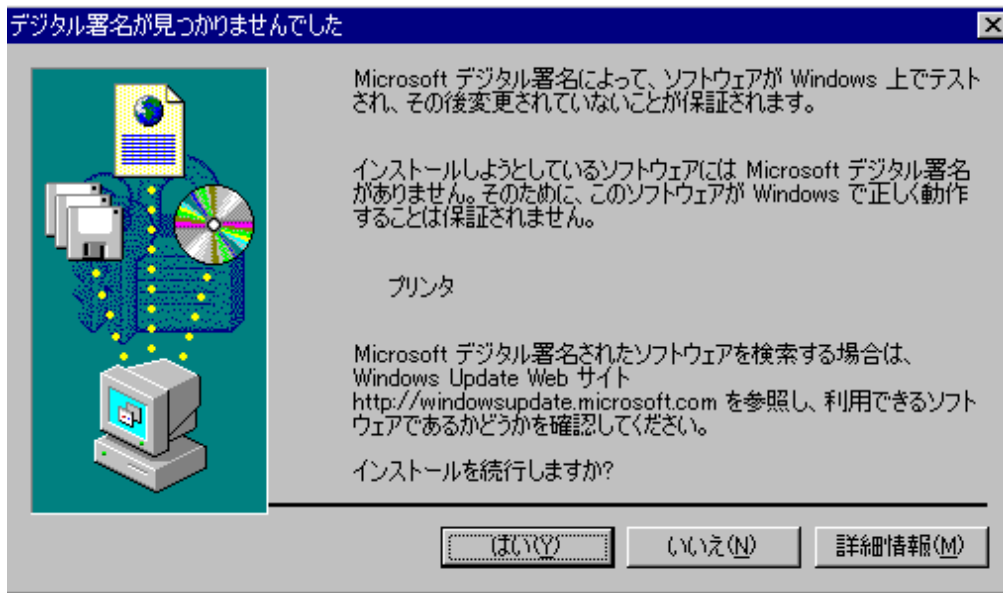 デジタル署名が見つかりませんでした
Microsoft デジタル署名によって、ソフトウェアが Windows 上でテスト
され、その後変更されていないことが保証されます。
インストールしようとしているソフトウェアには Microsoft デジタル署名
がありません。そのために、このソフトウェアが Windows で正しく動作
することは保証されません。
プリンタ
Microsoft デジタル署名されたソフトウェアを検索する場合は、
Windows Update Web サイト
http://windowsupdate.microsoft.com を参照し、利用できるソフト
ウェアであるかどうかを確認してください。
インストールを続行しますか?
はい(Y) いいえ(N) 詳細情報(M)